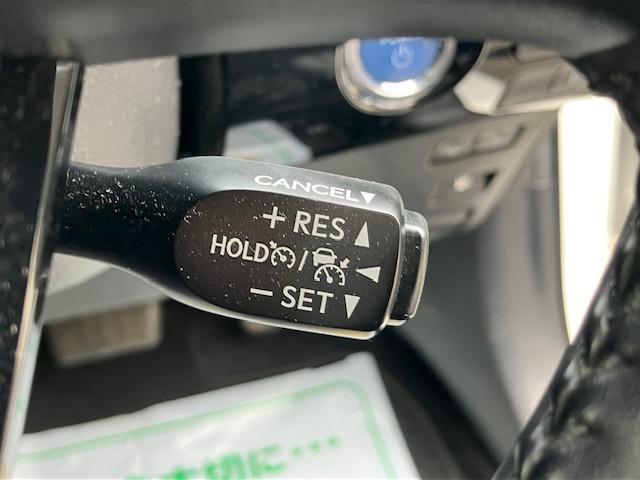 CANCEL▼
+ RES ▲
HOLD / ◀
− SET ▼
大切に…